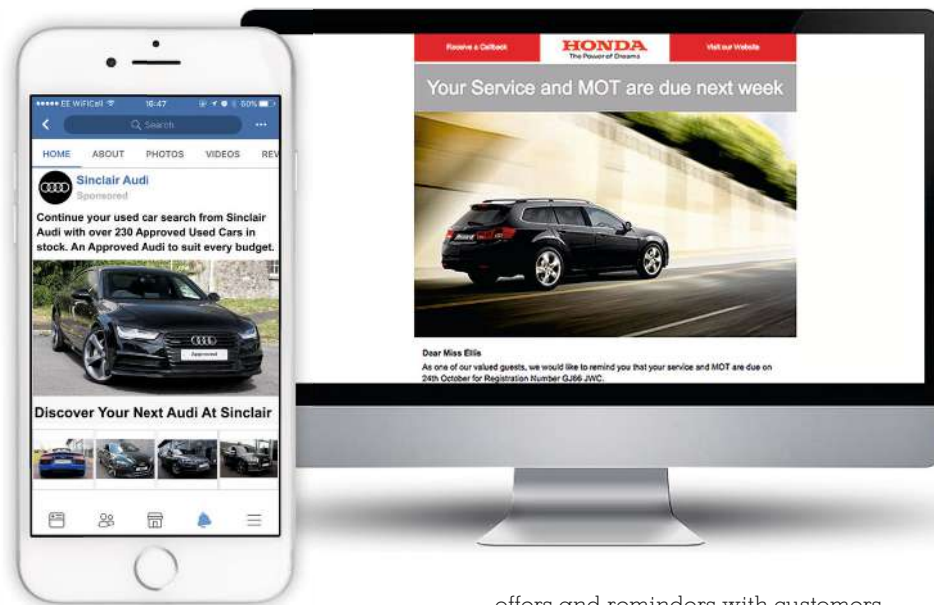 EE WiFiCall 16:47 60%
Search
HOME ABOUT PHOTOS VIDEOS REV
Sinclair Audi
Sponsored
Continue your used car search from Sinclair
Audi with over 230 Approved Used Cars in
stock. An Approved Audi to suit every budget.
Approved
Discover Your Next Audi At Sinclair
Receive a Callback
HONDA
The Power of Dreams
Visit our Website
Your Service and MOT are due next week
Dear Miss Ellis
As one of our valued guests, we would like to remind you that your service and MOT are due on
24th October for Registration Number GJ66 JWC.
offers and reminders with customers